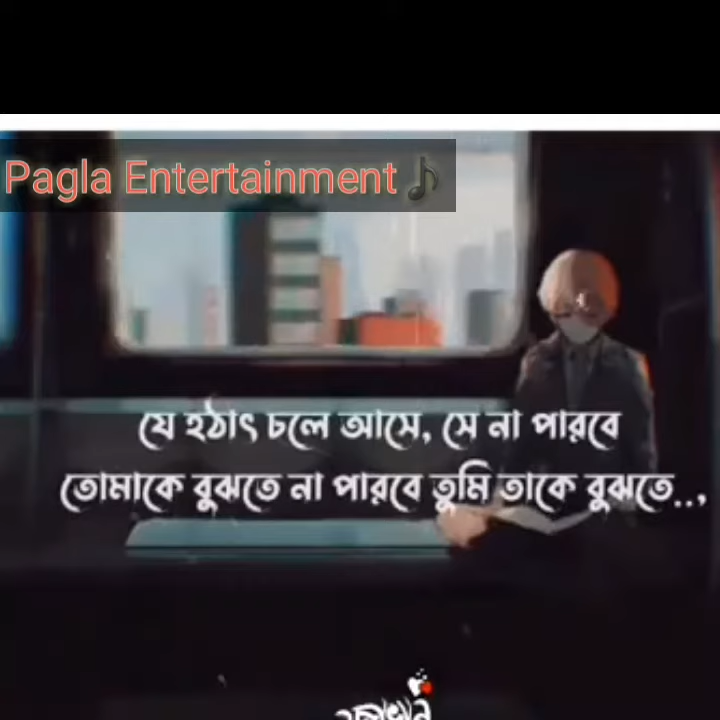 Pagla Entertainment
যে হঠাৎ চলে আসে, সে না পারবে
তোমাকে বুঝতে না পারবে তুমি তাকে বুঝতে..,